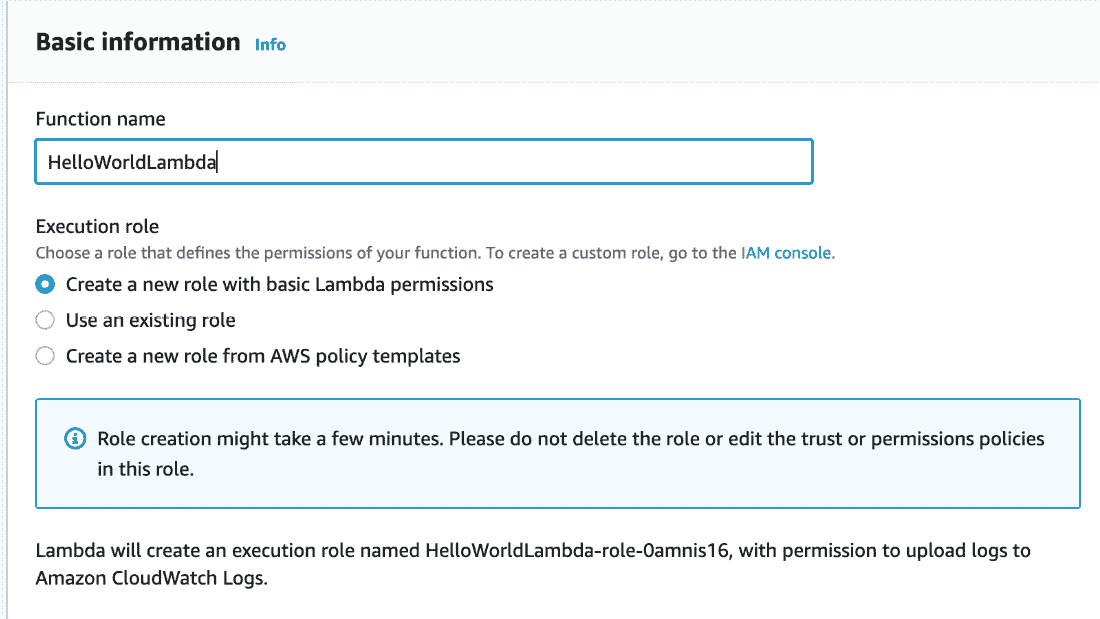 Basic information Info
Function name
HelloWorldLambda
Execution role
Choose a role that defines the permissions of your function. To create a custom role, go to the IAM console.
Create a new role with basic Lambda permissions
Use an existing role
Create a new role from AWS policy templates
Role creation might take a few minutes. Please do not delete the role or edit the trust or permissions policies
in this role.
Lambda will create an execution role named HelloWorldLambda-role-0amnis16, with permission to upload logs to
Amazon CloudWatch Logs.